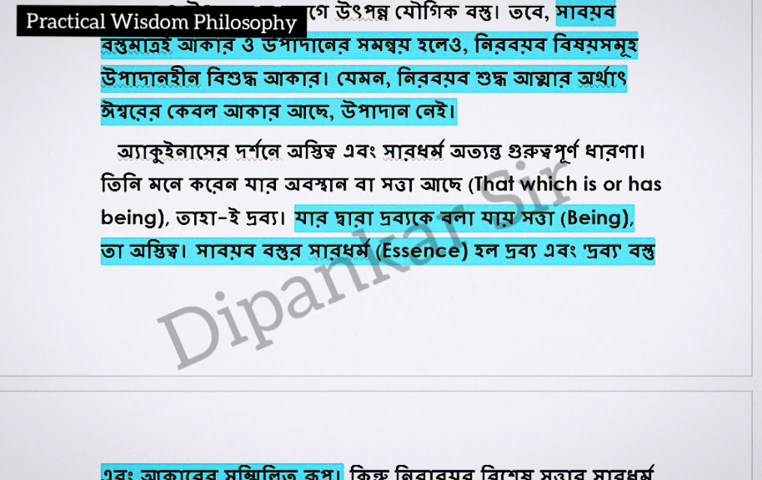 Practical Wisdom Philosophy
উৎপন্ন যৌগিক বস্তু। তবে, সাবয়ব
বস্তুমাত্রই আকার ও উপাদানের সমন্বয় হলেও, নিরবয়ব বিষয়সমূহ
উপাদানহীন বিশুদ্ধ আকার। যেমন, নিরবয়ব শুদ্ধ আত্মার অর্থাৎ
ঈশ্বরের কেবল আকার আছে, উপাদান নেই।
অ্যাকুইনাসের দর্শনে অস্তিত্ব এবং সারধর্ম অত্যন্ত গুরুত্বপূর্ণ ধারণা।
তিনি মনে করেন যার অবস্থান বা সত্তা আছে (That which is or has
being), তাহা-ই দ্রব্য। যার দ্বারা দ্রব্যকে বলা যায় সত্তা (Being),
তা অস্তিত্ব। সাবয়ব বস্তুর সারধর্ম (Essence) হল দ্রব্য এবং 'দ্রব্য' বস্তু
Dipankar Sir
এবং আকারের সম্মিলিত রূপ। কিন্তু নিরাবয়ব বিশেষ সত্তার সারধর্ম